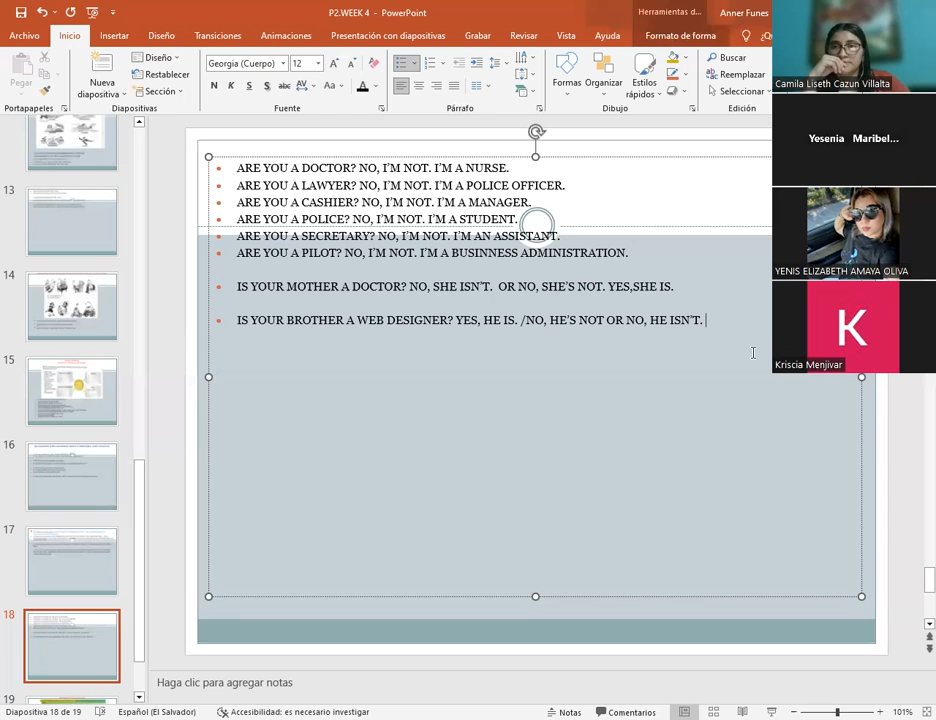 P2.WEEK 4 - PowerPoint
Herramientas d...
Anner Funes
Archivo Inicio Insertar Diseño Transiciones Animaciones Presentación con diapositivas Grabar Revisar Vista Ayuda Formato de forma ¿Qu
Pegar
Nueva diapositiva
Diseño
Restablecer
Sección
Georgia (Cuerpo) 12
N K S S abc AV Aa A
Formas Organizar Estilos rápidos
Buscar
Reemplazar
Seleccionar
Portapapeles Diapositivas Fuente Párrafo Dibujo Edición
Camila Liseth Cazun Villalta
Yesenia Maribel...
YENIS ELIZABETH AMAYA OLIVA
K
Kriscia Menjivar
13
14
15
16
17
18
19
• ARE YOU A DOCTOR? NO, I'M NOT. I'M A NURSE.
• ARE YOU A LAWYER? NO, I'M NOT. I'M A POLICE OFFICER.
• ARE YOU A CASHIER? NO, I'M NOT. I'M A MANAGER.
• ARE YOU A POLICE? NO, I'M NOT. I'M A STUDENT.
• ARE YOU A SECRETARY? NO, I'M NOT. I'M AN ASSISTANT.
• ARE YOU A PILOT? NO, I'M NOT. I'M A BUSINNESS ADMINISTRATION.
• IS YOUR MOTHER A DOCTOR? NO, SHE ISN'T. OR NO, SHE'S NOT. YES,SHE IS.
• IS YOUR BROTHER A WEB DESIGNER? YES, HE IS. /NO, HE'S NOT OR NO, HE ISN'T.
Haga clic para agregar notas
Diapositiva 18 de 19 Español (El Salvador) Accesibilidad: es necesario investigar Notas Comentarios 101%